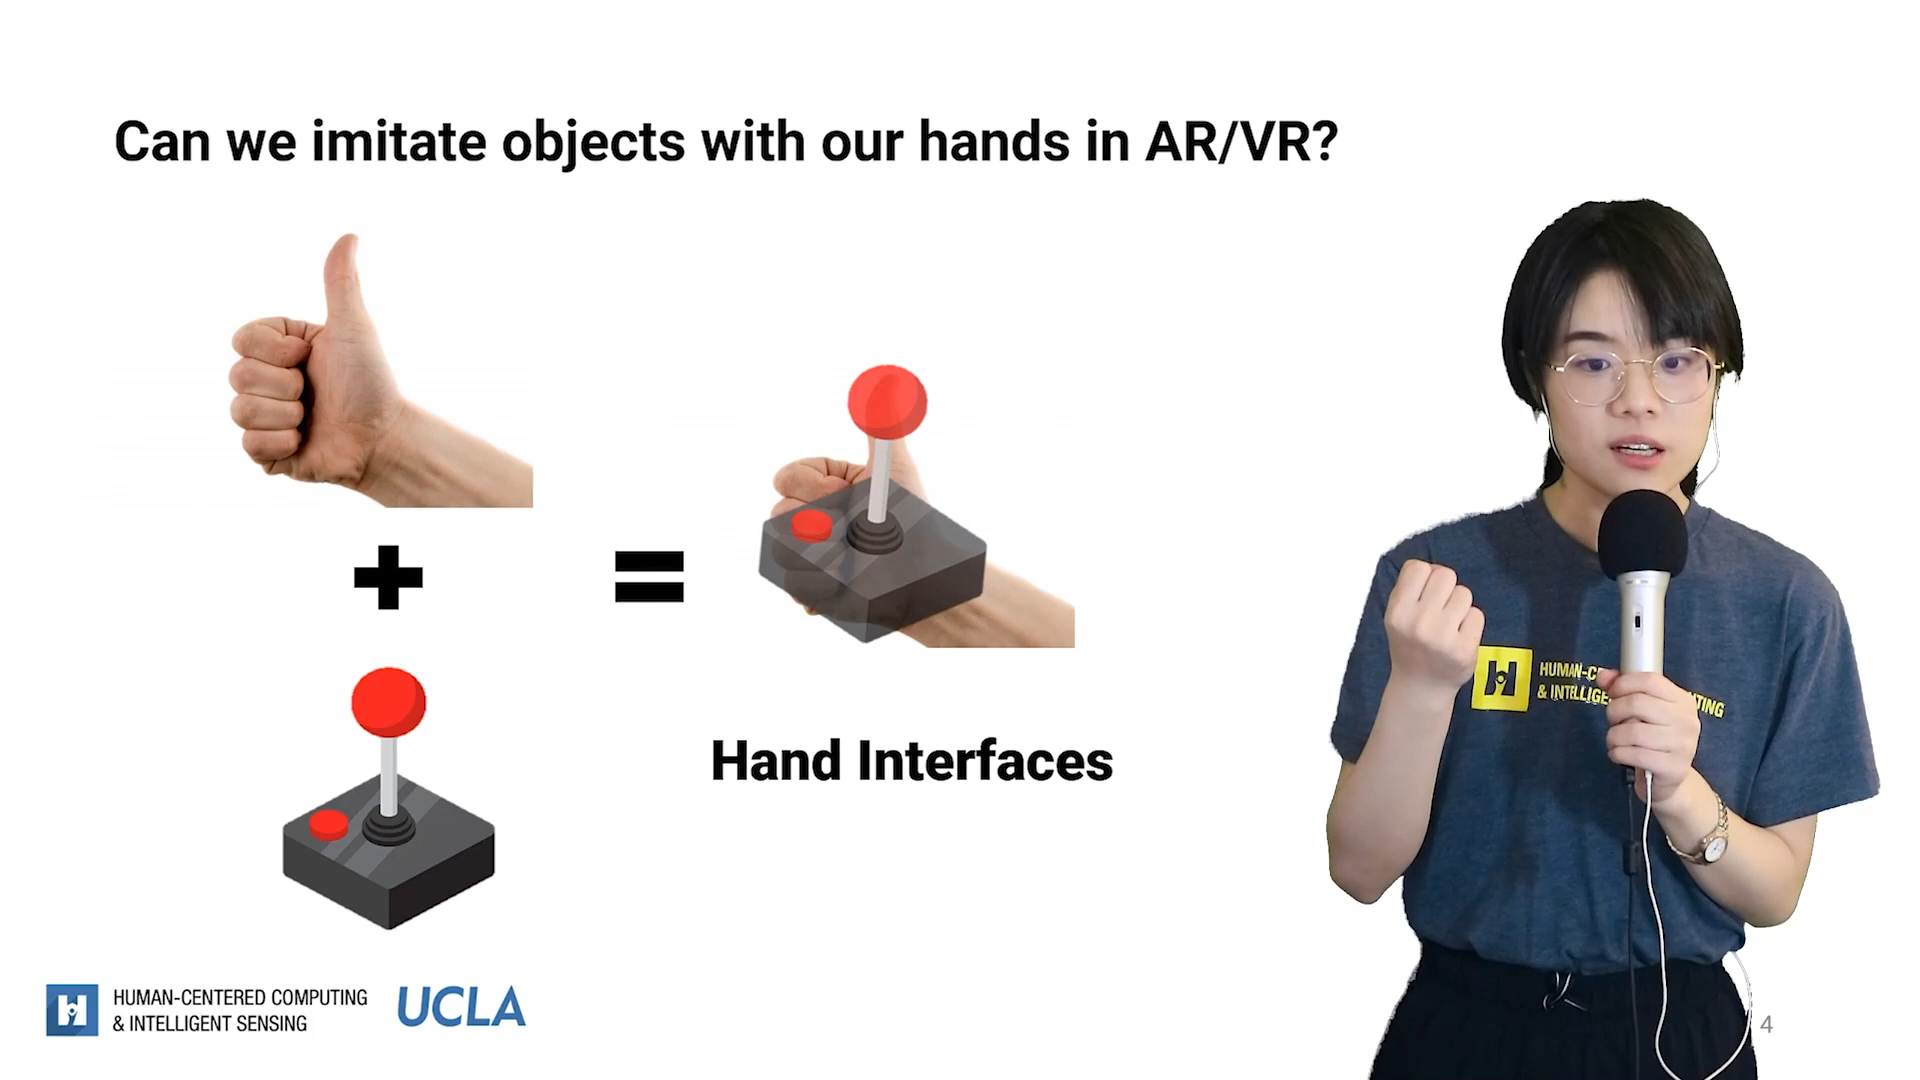 Can we imitate objects with our hands in AR/VR?
Hand Interfaces
HUMAN-CENTERED COMPUTING
& INTELLIGENT SENSING
UCLA
4